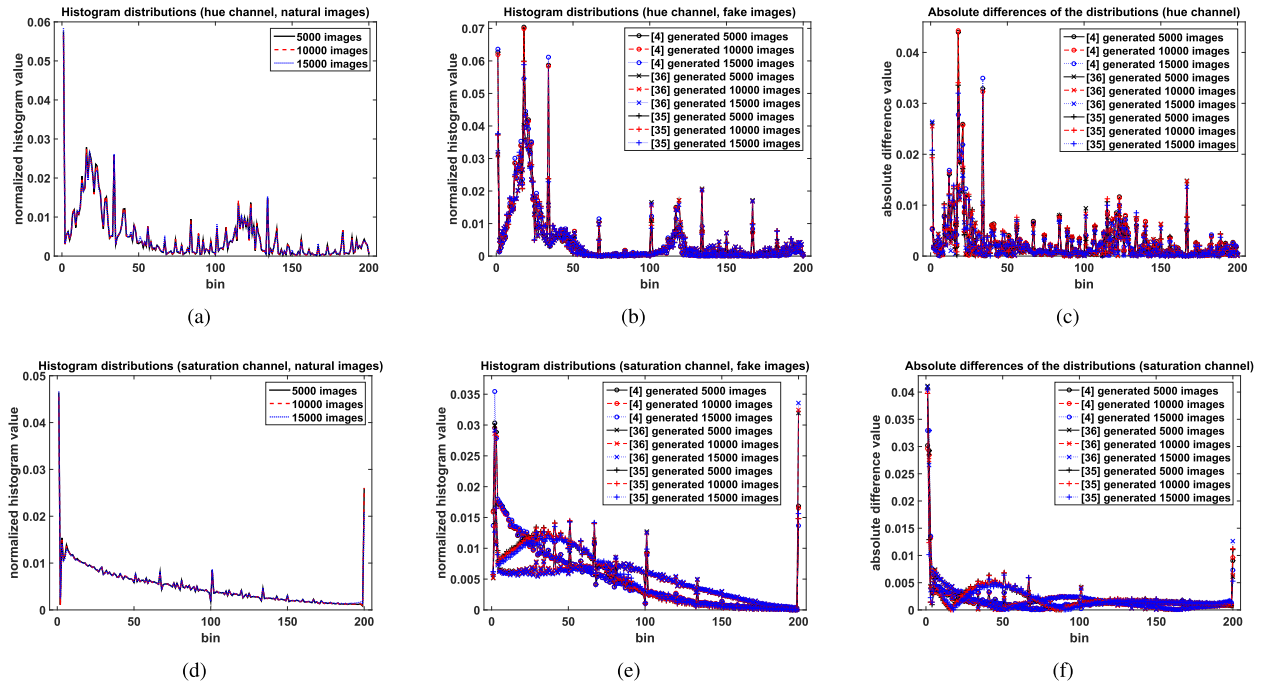 Histogram distributions (hue channel, natural images)
normalized histogram value
0.06
0.05
0.04
0.03
0.02
0.01
0
0
50
100
150
200
bin
5000 images
10000 images
15000 images
(a)
Histogram distributions (hue channel, fake images)
normalized histogram value
0.07
0.06
0.05
0.04
0.03
0.02
0.01
0
0
50
100
150
200
bin
[4] generated 5000 images
[4] generated 10000 images
[4] generated 15000 images
[36] generated 5000 images
[36] generated 10000 images
[36] generated 15000 images
[35] generated 5000 images
[35] generated 10000 images
[35] generated 15000 images
(b)
Absolute differences of the distributions (hue channel)
absolute difference value
0.04
0.03
0.02
0.01
0
0
50
100
150
200
bin
[4] generated 5000 images
[4] generated 10000 images
[4] generated 15000 images
[36] generated 5000 images
[36] generated 10000 images
[36] generated 15000 images
[35] generated 5000 images
[35] generated 10000 images
[35] generated 15000 images
(c)
Histogram distributions (saturation channel, natural images)
normalized histogram value
0.05
0.04
0.03
0.02
0.01
0
0
50
100
150
200
bin
5000 images
10000 images
15000 images
(d)
Histogram distributions (saturation channel, fake images)
normalized histogram value
0.035
0.03
0.025
0.02
0.015
0.01
0.005
0
0
50
100
150
200
bin
[4] generated 5000 images
[4] generated 10000 images
[4] generated 15000 images
[36] generated 5000 images
[36] generated 10000 images
[36] generated 15000 images
[35] generated 5000 images
[35] generated 10000 images
[35] generated 15000 images
(e)
Absolute differences of the distributions (saturation channel)
absolute difference value
0.04
0.035
0.03
0.025
0.02
0.015
0.01
0.005
0
0
50
100
150
200
bin
[4] generated 5000 images
[4] generated 10000 images
[4] generated 15000 images
[36] generated 5000 images
[36] generated 10000 images
[36] generated 15000 images
[35] generated 5000 images
[35] generated 10000 images
[35] generated 15000 images
(f)